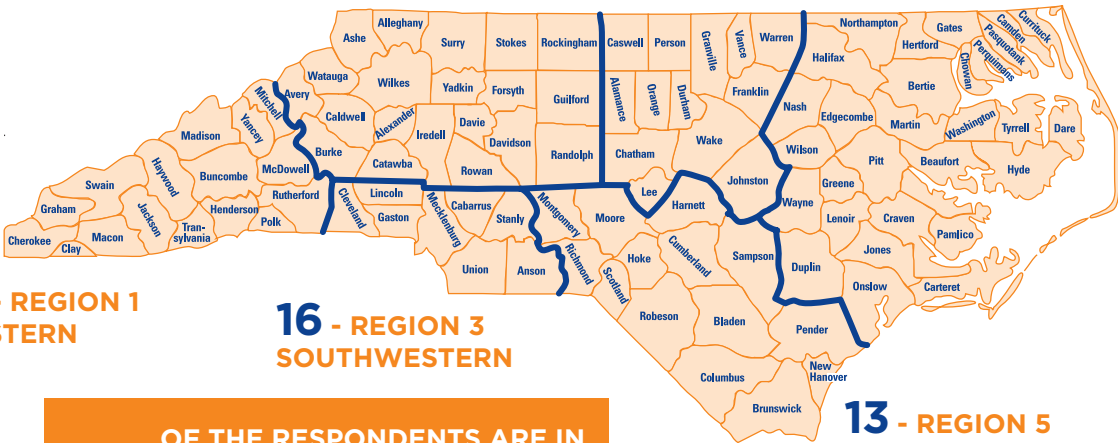 Alleghany
Northampton
Gates
Camden
Currituck
Ashe
Surry
Stokes
Rockingham
Caswell
Person
Granville
Vance
Warren
Hertford
Pasquotank
Perquimans
Halifax
Chowan
Watauga
Wilkes
Yadkin
Forsyth
Guilford
Alamance
Orange
Durham
Franklin
Nash
Bertie
Mitchell
Avery
Caldwell
Alexander
Iredell
Davie
Davidson
Randolph
Chatham
Wake
Edgecombe
Martin
Washington
Tyrrell
Dare
Madison
Yancey
Burke
Catawba
Rowan
Wilson
Pitt
Beaufort
Hyde
Swain
Haywood
Buncombe
McDowell
Rutherford
Cleveland
Lincoln
Gaston
Mecklenburg
Cabarrus
Stanly
Montgomery
Moore
Lee
Harnett
Johnston
Wayne
Greene
Lenoir
Craven
Pamlico
Graham
Cherokee
Clay
Macon
Jackson
Tran-
sylvania
Henderson
Polk
Union
Anson
Richmond
Scotland
Hoke
Cumberland
Sampson
Duplin
Jones
Onslow
Carteret
Robeson
Bladen
Pender
Columbus
New
Hanover
Brunswick
- REGION 1
STERN
16 - REGION 3
SOUTHWESTERN
13 - REGION 5
OF THE RESPONDENTS ARE IN